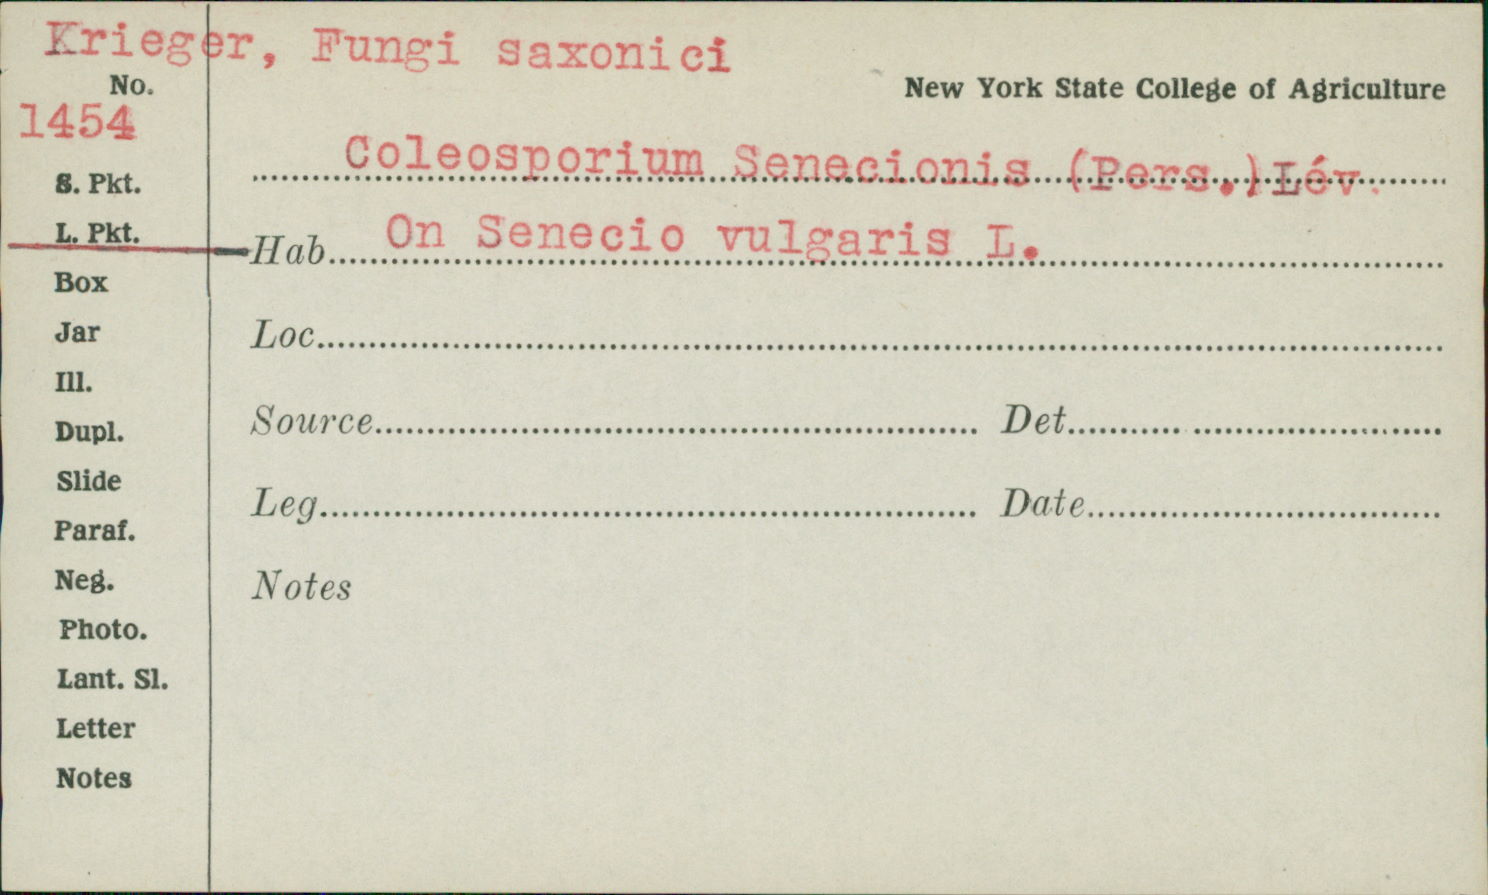 Krieger, Fungi saxonici
No.
1454
New York State College of Agriculture
Coleosporium Senecionis (Pers.)Lév.
S. Pkt.
L. Pkt.
Hab. On Senecio vulgaris L.
Box
Jar
Loc.
Ill.
Dupl.
Source Det.
Slide
Leg. Date
Paraf.
Neg.
Notes
Photo.
Lant. Sl.
Letter
Notes